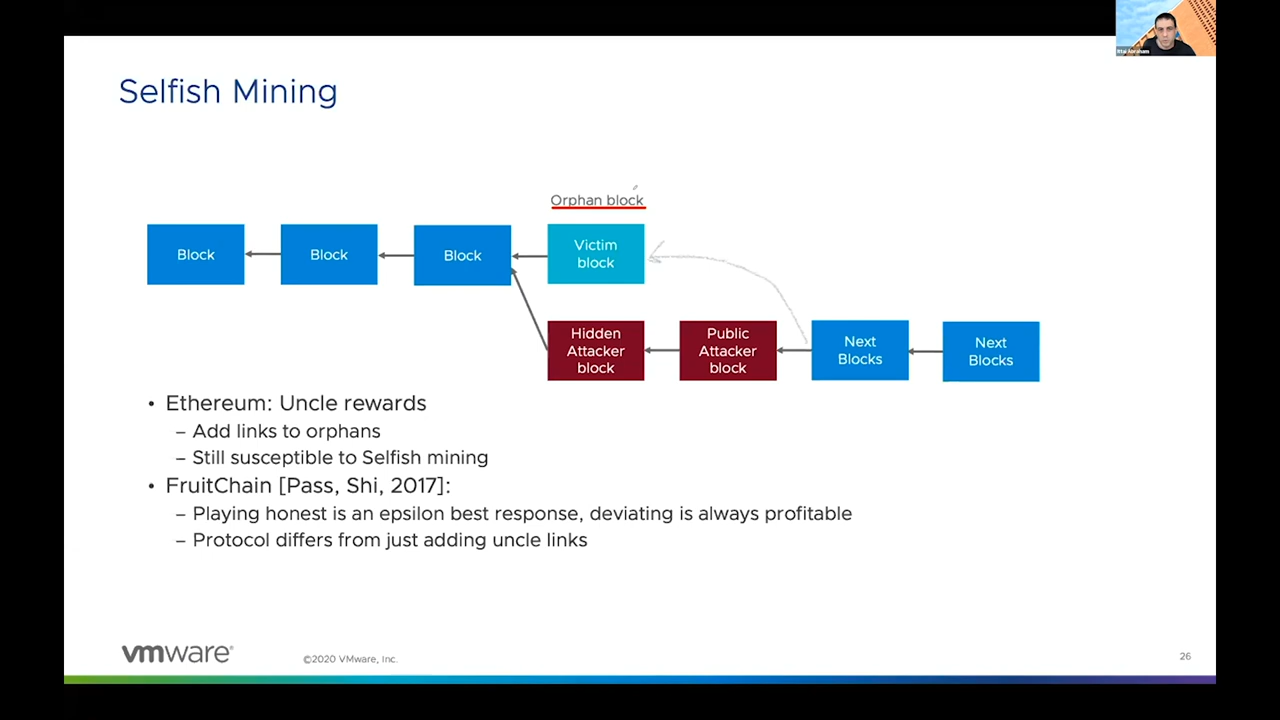 Selfish Mining
Orphan block
Block
Block
Block
Victim
block
Hidden
Attacker
block
Public
Attacker
block
Next
Blocks
Next
Blocks
• Ethereum: Uncle rewards
– Add links to orphans
– Still susceptible to Selfish mining
• FruitChain [Pass, Shi, 2017]:
– Playing honest is an epsilon best response, deviating is always profitable
– Protocol differs from just adding uncle links
vmware®
©2020 VMware, Inc.
26
Ittai Abraham